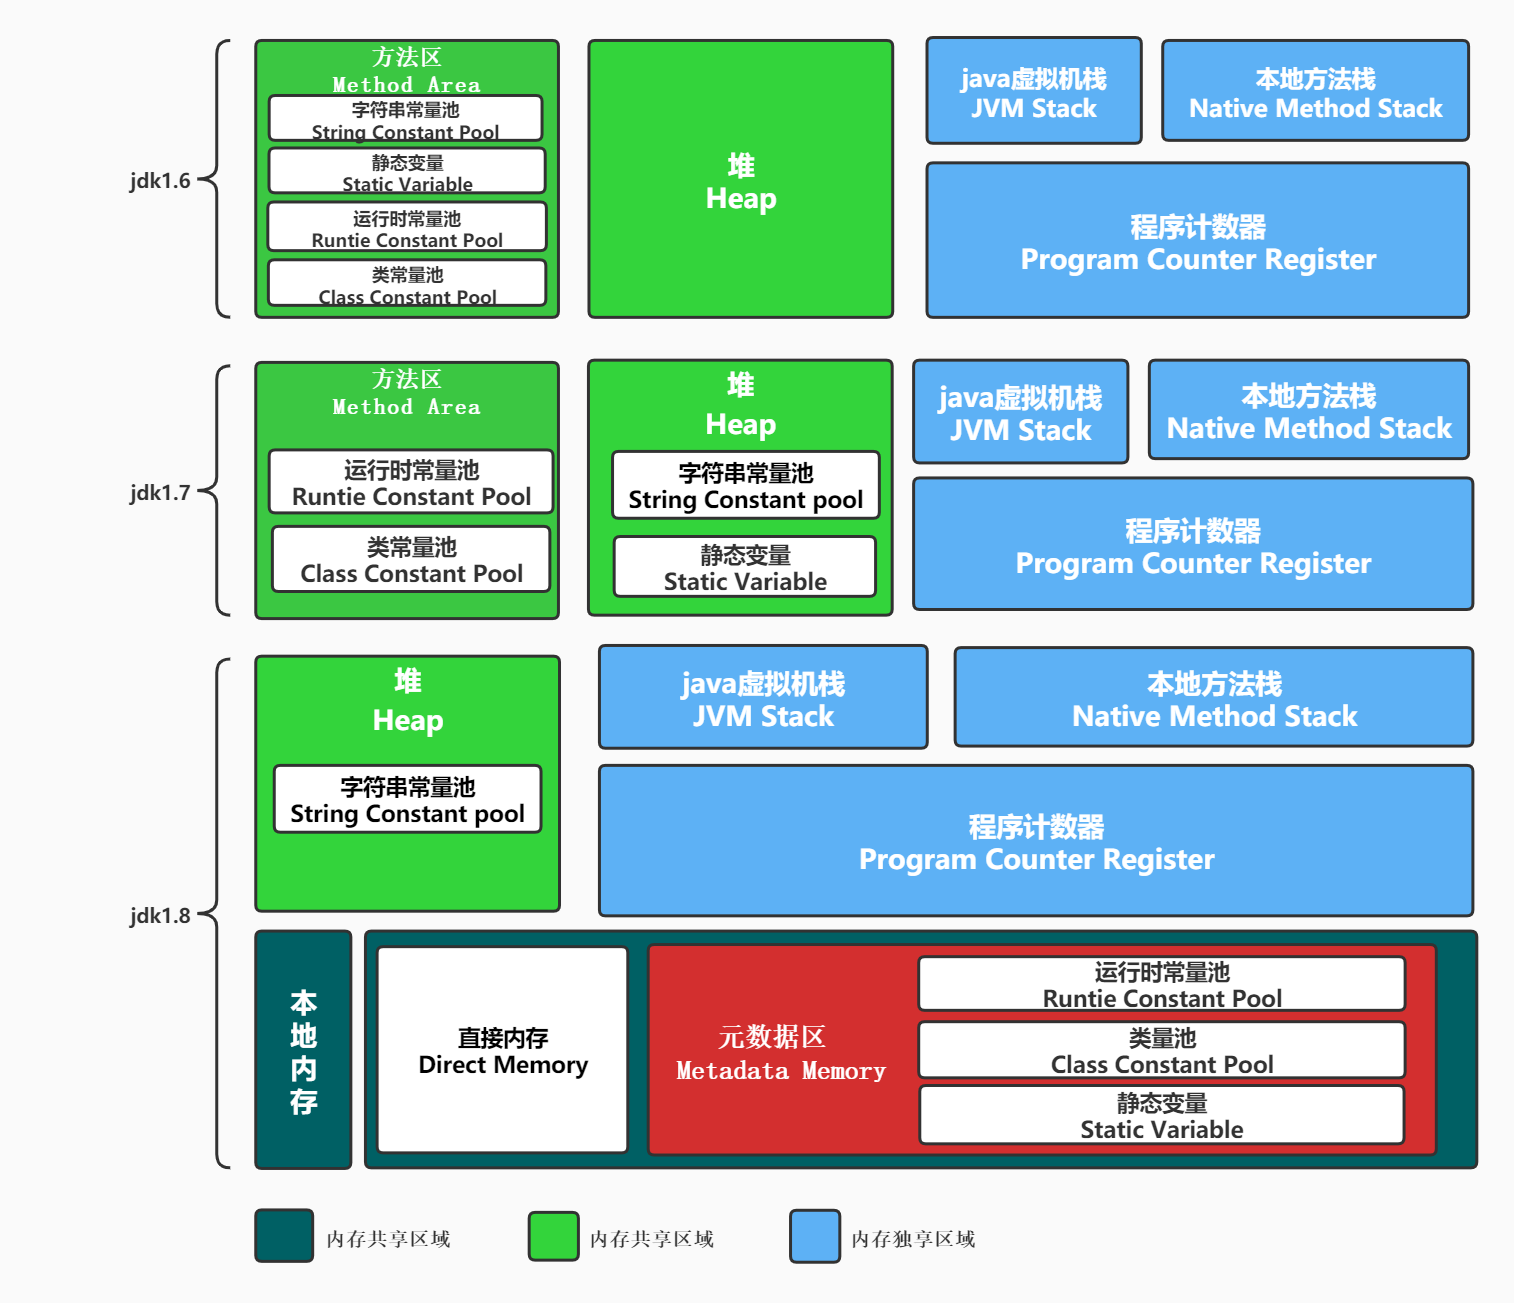 jdk1.6
方法区
Method Area
字符串常量池
String Constant Pool
静态变量
Static Variable
运行时常量池
Runtie Constant Pool
类常量池
Class Constant Pool
堆
Heap
java虚拟机栈
JVM Stack
本地方法栈
Native Method Stack
程序计数器
Program Counter Register
jdk1.7
方法区
Method Area
运行时常量池
Runtie Constant Pool
类常量池
Class Constant Pool
堆
Heap
字符串常量池
String Constant pool
静态变量
Static Variable
java虚拟机栈
JVM Stack
本地方法栈
Native Method Stack
程序计数器
Program Counter Register
jdk1.8
堆
Heap
字符串常量池
String Constant pool
java虚拟机栈
JVM Stack
本地方法栈
Native Method Stack
程序计数器
Program Counter Register
本地内存
直接内存
Direct Memory
元数据区
Metadata Memory
运行时常量池
Runtie Constant Pool
类量池
Class Constant Pool
静态变量
Static Variable
内存共享区域
内存共享区域
内存独享区域